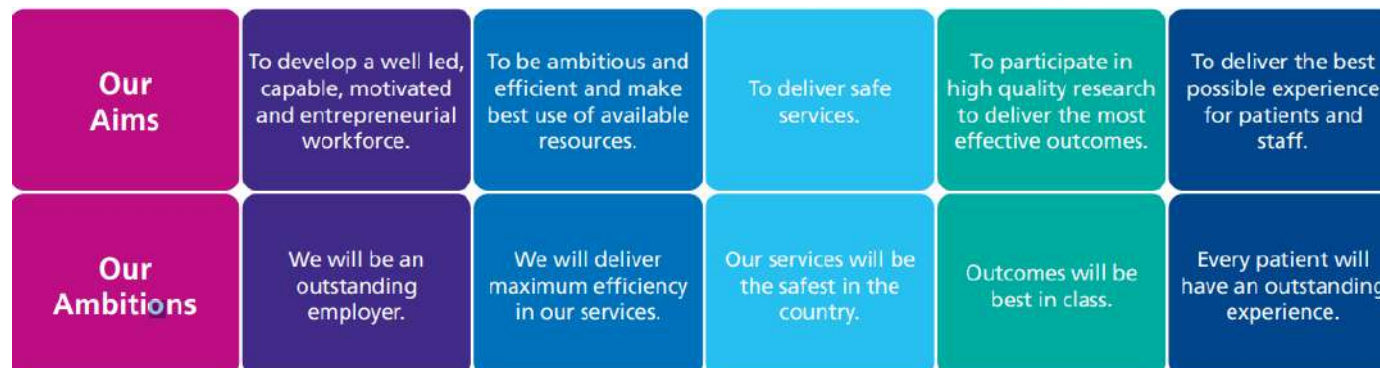 Our
Aims
To develop a well led,
capable, motivated
and entrepreneurial
workforce.
To be ambitious and
efficient and make
best use of available
resources.
To deliver safe
services.
To participate in
high quality research
to deliver the most
effective outcomes.
To deliver the best
possible experience
for patients and
staff.
Our
Ambitions
We will be an
outstanding
employer.
We will deliver
maximum efficiency
in our services.
Our services will be
the safest in the
country.
Outcomes will be
best in class.
Every patient will
have an outstanding
experience.